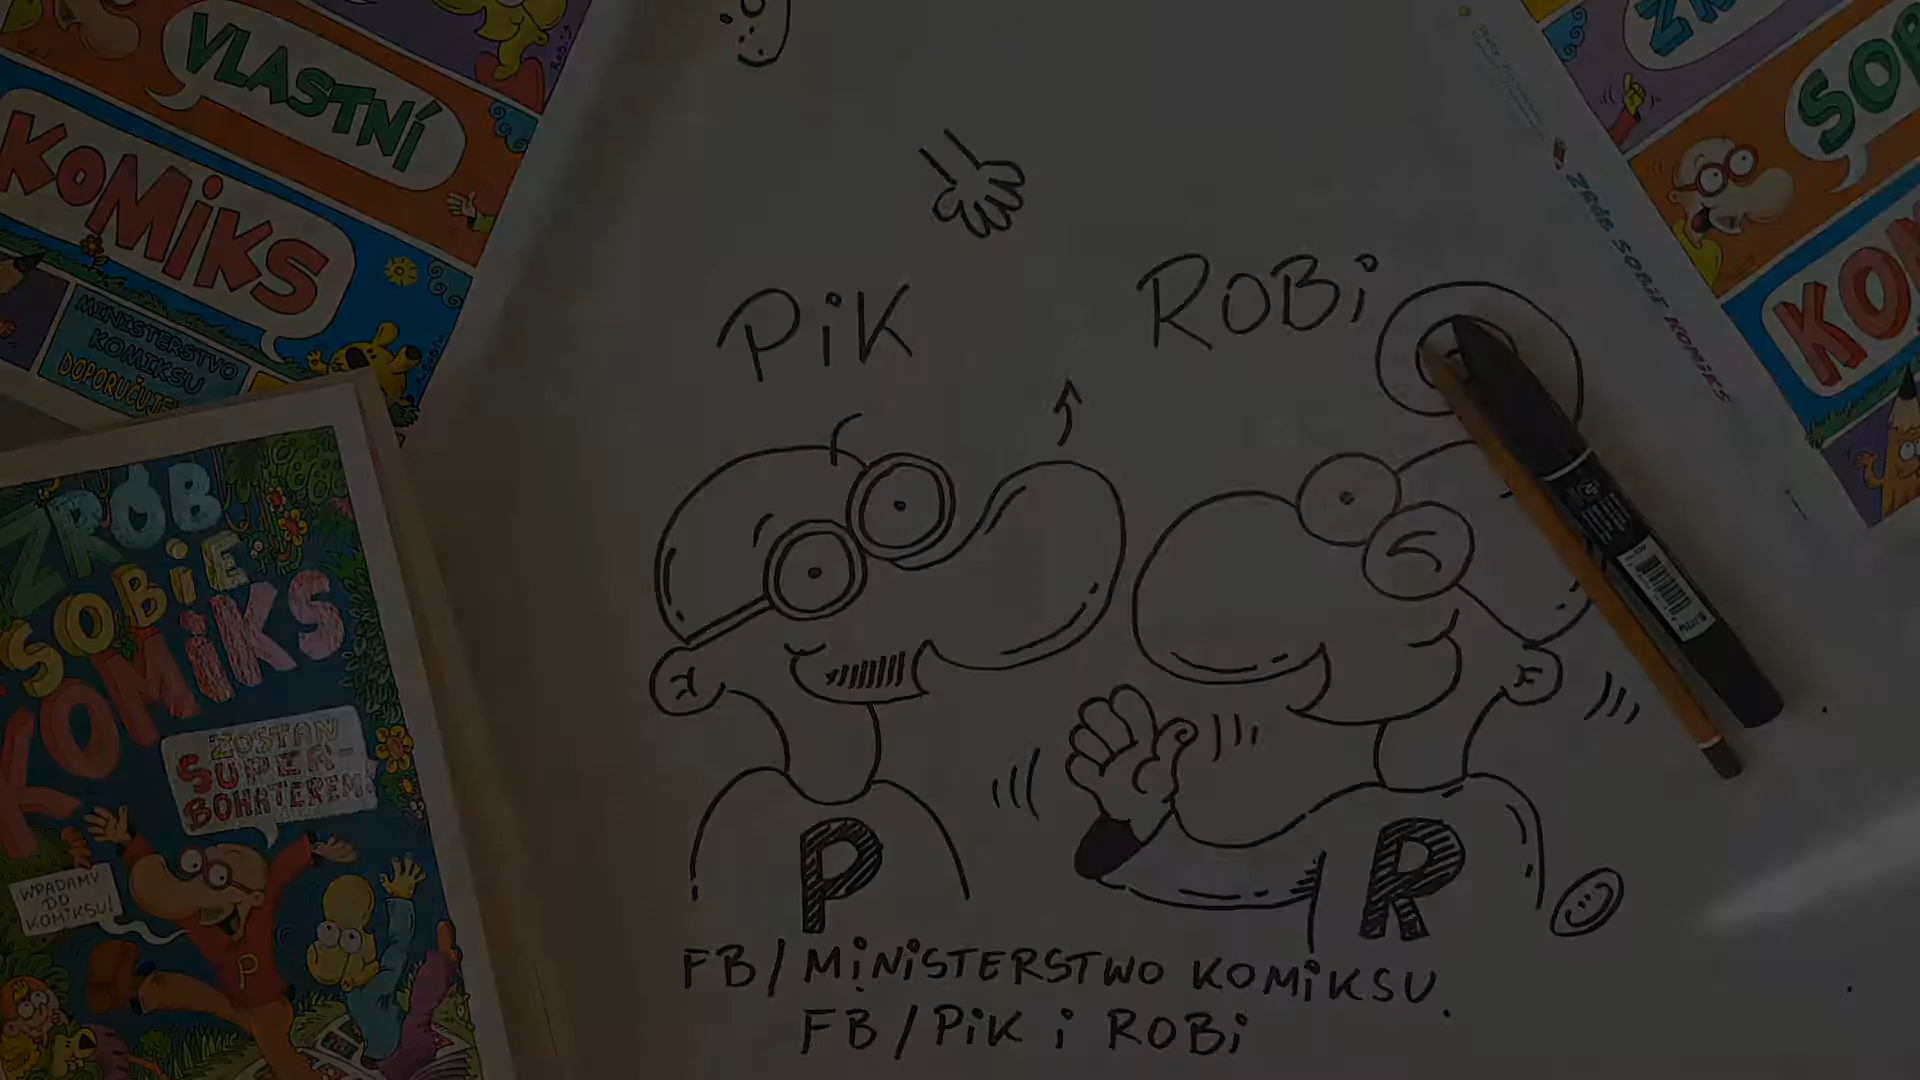 VLASTNÍ
KOMIKS
MINISTERSTVO
KOMIKSU
DOPORUČUJE
ZRÓB
SOBIE
KOMIKS
ZOSTAŃ
SUPER-
BOHATEREM!
WPADAMY
DO
KOMIKSU!
P
PiK
ROBi
P
R
FB/MiNiSTERSTWO KOMiKSU.
FB/PiK i ROBi
ZRÓB SOBIE KOMIKS